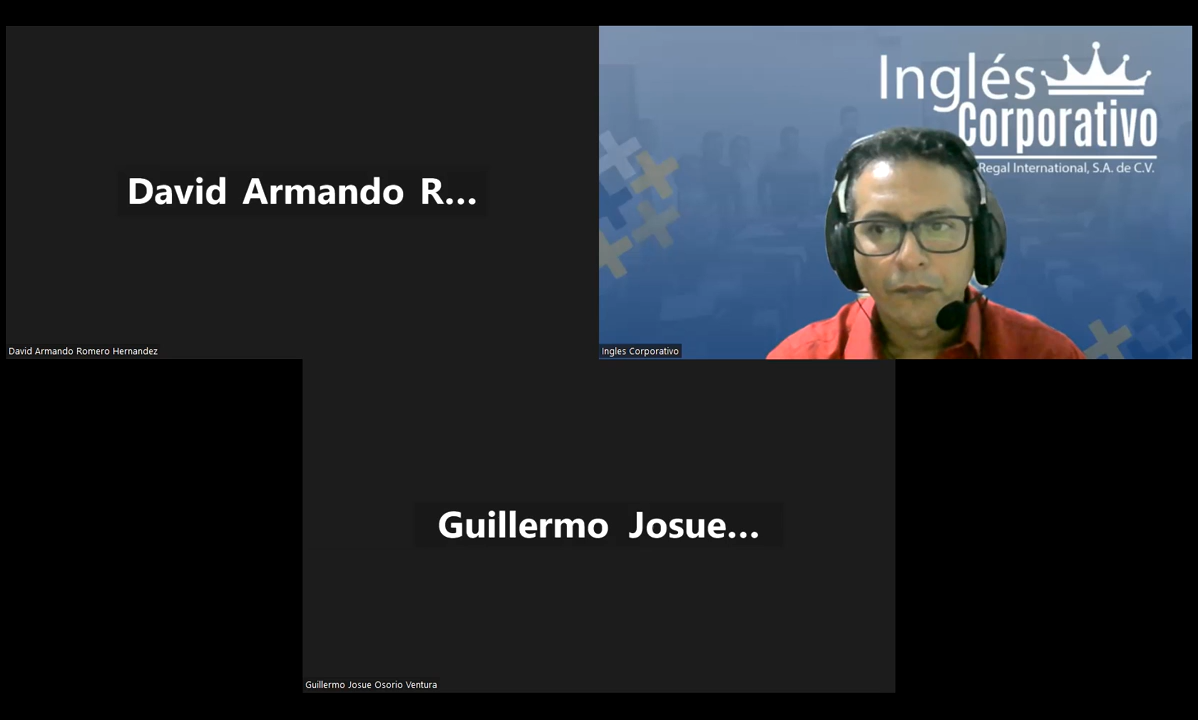 David Armando R...
David Armando Romero Hernandez
Inglés
Corporativo
Regal International, S.A. de C.V.
Ingles Corporativo
Guillermo Josue...
Guillermo Josue Osorio Ventura